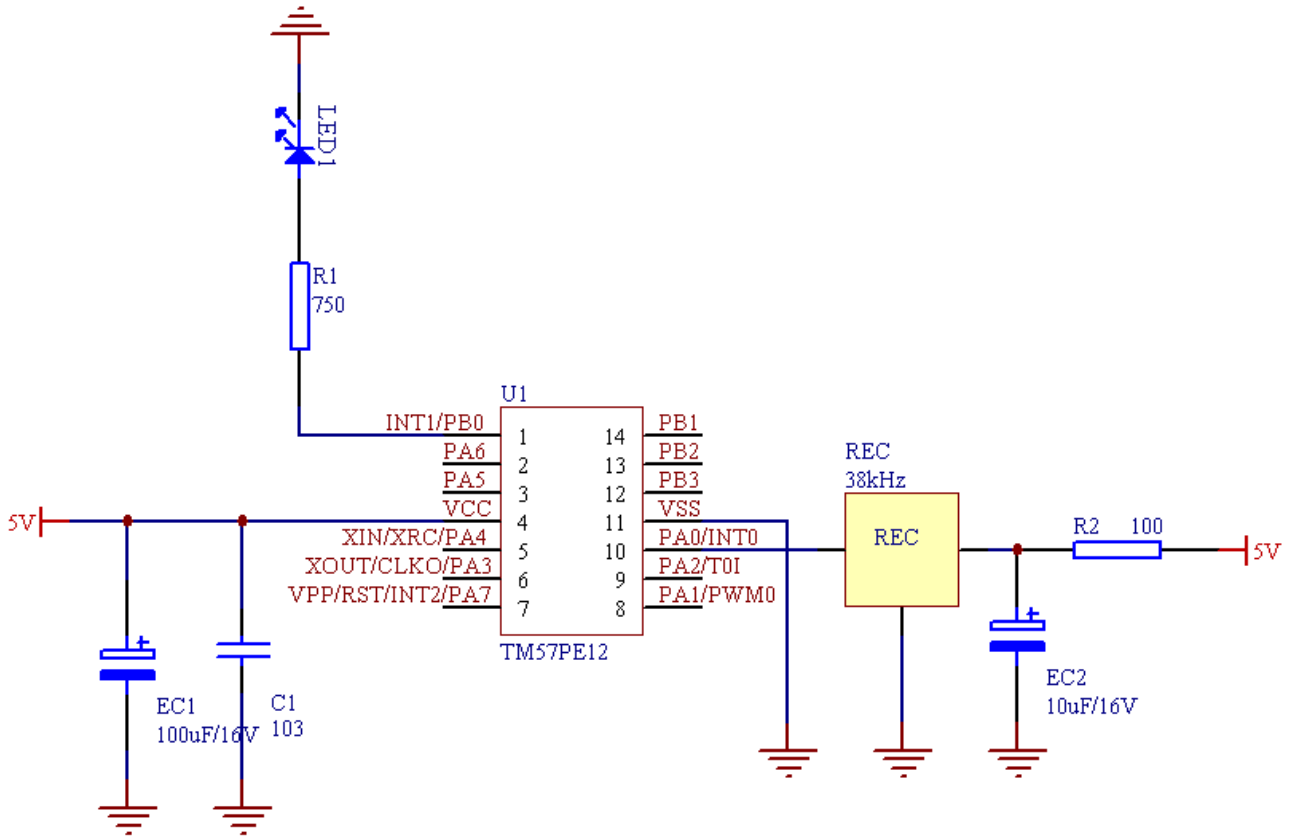 LED1
R1
750
U1
INT1/PB0
1
14
PB1
PA6
2
13
PB2
PA5
3
12
PB3
VCC
4
11
VSS
XIN/XRC/PA4
5
10
PA0/INT0
XOUT/CLKO/PA3
6
9
PA2/T0I
VPP/RST/INT2/PA7
7
8
PA1/PWM0
TM57PE12
5V
EC1
100uF/16V
C1
103
REC
38kHz
REC
R2 100
5V
EC2
10uF/16V